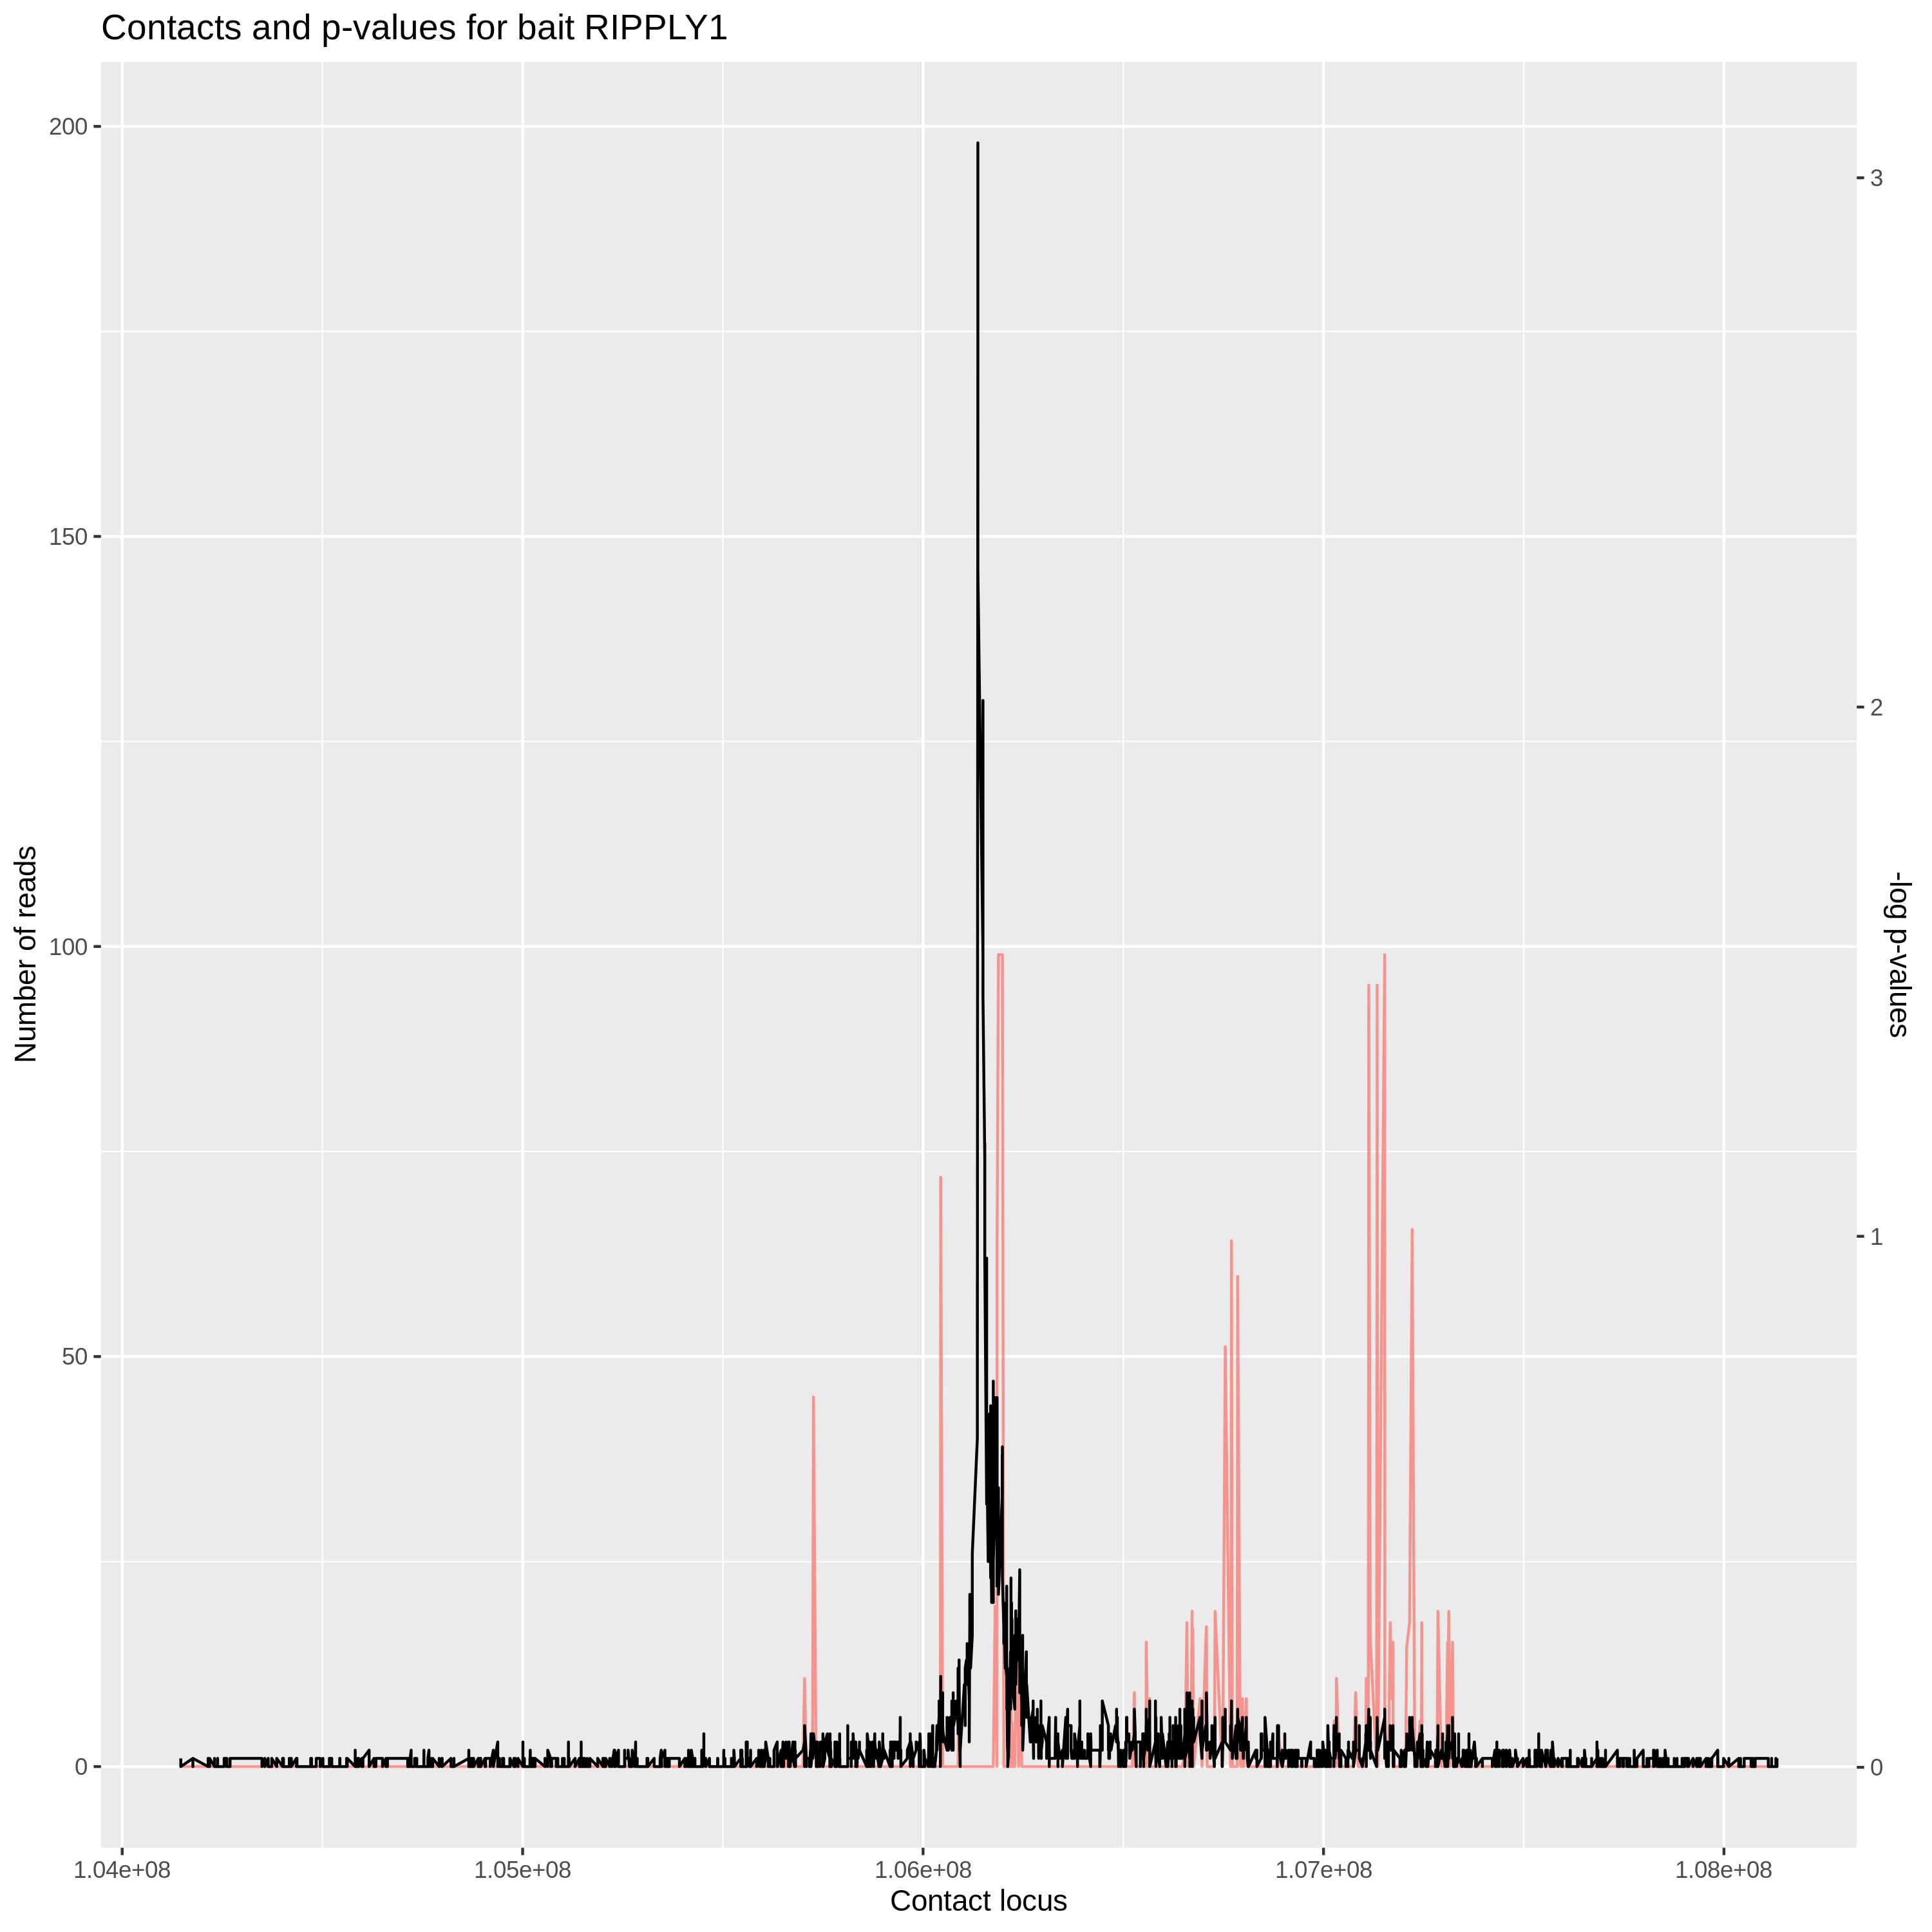 Contacts and p-values for bait RIPPLY1
200
150
100
50
0
3
2
1
0
Number of reads
-log p-values
1.04e+08
1.05e+08
1.06e+08
1.07e+08
1.08e+08
Contact locus